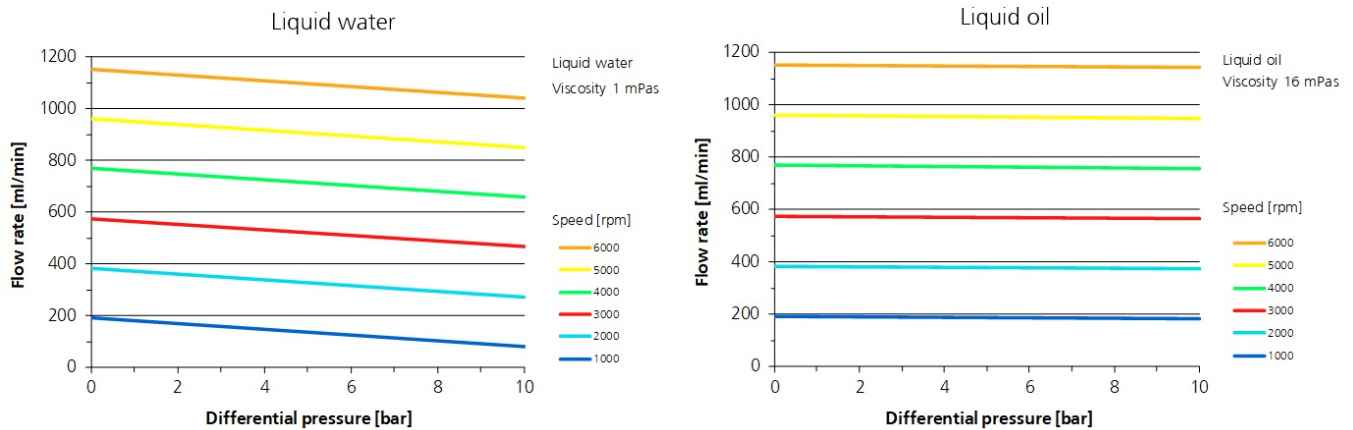 Liquid water
1200
1000
800
600
400
200
0
Flow rate [ml/min]
0 2 4 6 8 10
Differential pressure [bar]
Liquid water
Viscosity 1 mPas
Speed [rpm]
6000
5000
4000
3000
2000
1000
Liquid oil
1200
1000
800
600
400
200
0
Flow rate [ml/min]
0 2 4 6 8 10
Differential pressure [bar]
Liquid oil
Viscosity 16 mPas
Speed [rpm]
6000
5000
4000
3000
2000
1000